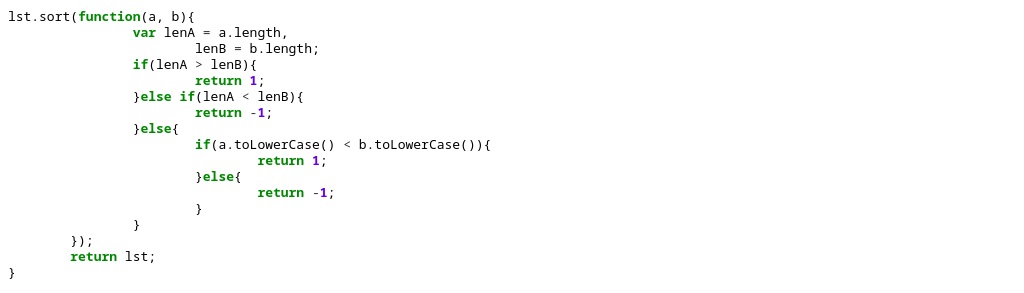 lst.sort(function(a, b){
                var lenA = a.length,
                        lenB = b.length;
                if(lenA > lenB){
                        return 1;
                }else if(lenA < lenB){
                        return -1;
                }else{
                        if(a.toLowerCase() < b.toLowerCase()){
                                return 1;
                        }else{
                                return -1;
                        }
                }
        });
        return lst;
}